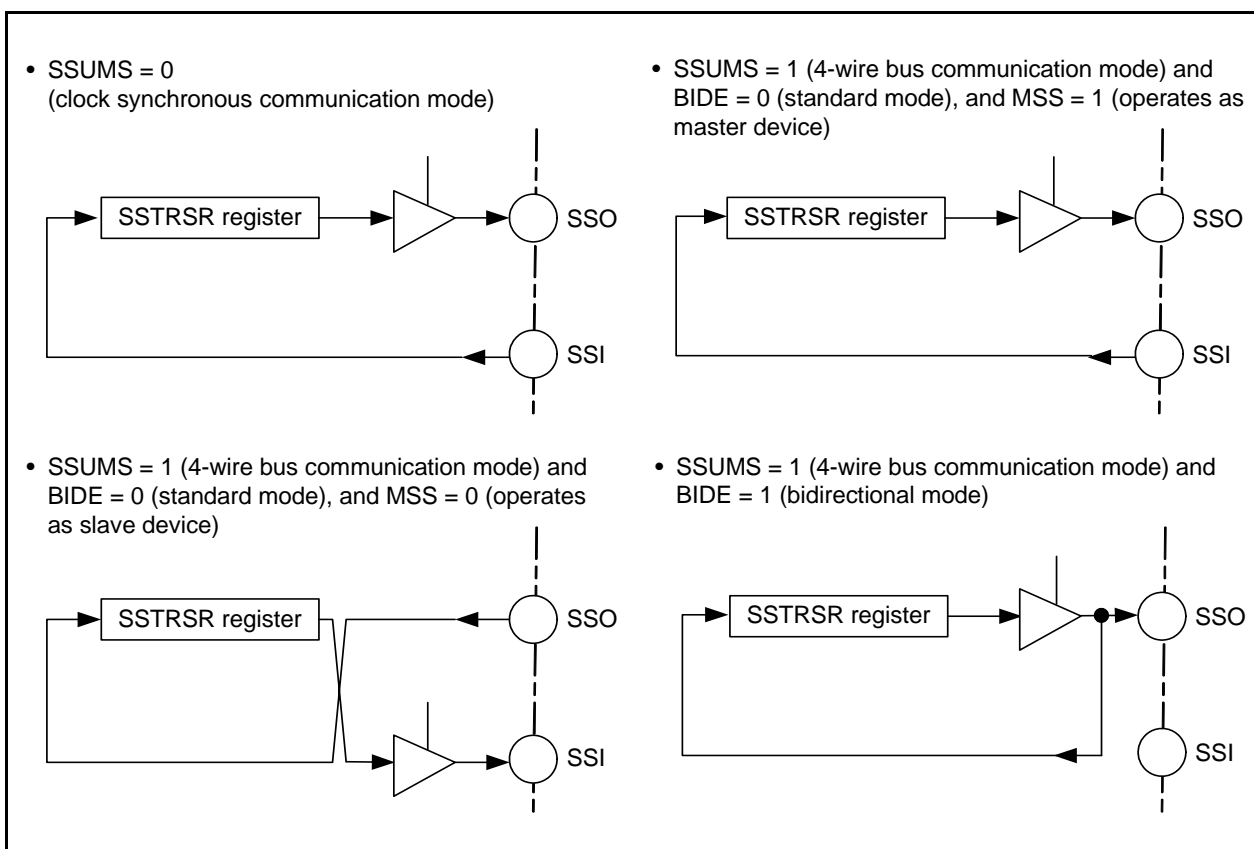 • SSUMS = 0
(clock synchronous communication mode)
SSTRSR register
SSO
SSI
• SSUMS = 1 (4-wire bus communication mode) and
BIDE = 0 (standard mode), and MSS = 1 (operates as
master device)
SSTRSR register
SSO
SSI
• SSUMS = 1 (4-wire bus communication mode) and
BIDE = 0 (standard mode), and MSS = 0 (operates
as slave device)
SSTRSR register
SSO
SSI
• SSUMS = 1 (4-wire bus communication mode) and
BIDE = 1 (bidirectional mode)
SSTRSR register
SSO
SSI